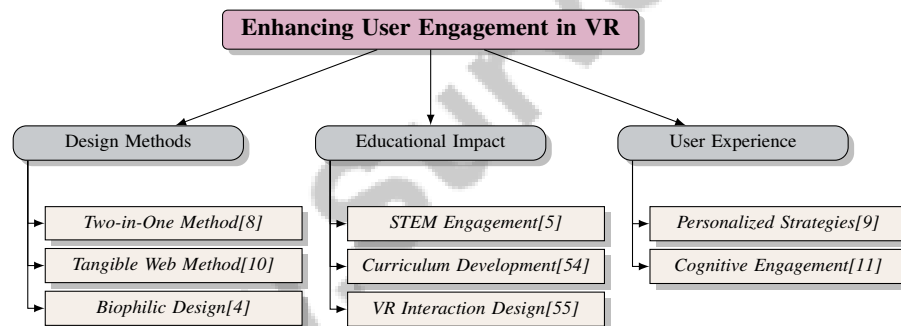 Enhancing User Engagement in VR
Design Methods
Educational Impact
User Experience
Two-in-One Method[8]
STEM Engagement[5]
Personalized Strategies[9]
Tangible Web Method[10]
Curriculum Development[54]
Cognitive Engagement[11]
Biophilic Design[4]
VR Interaction Design[55]